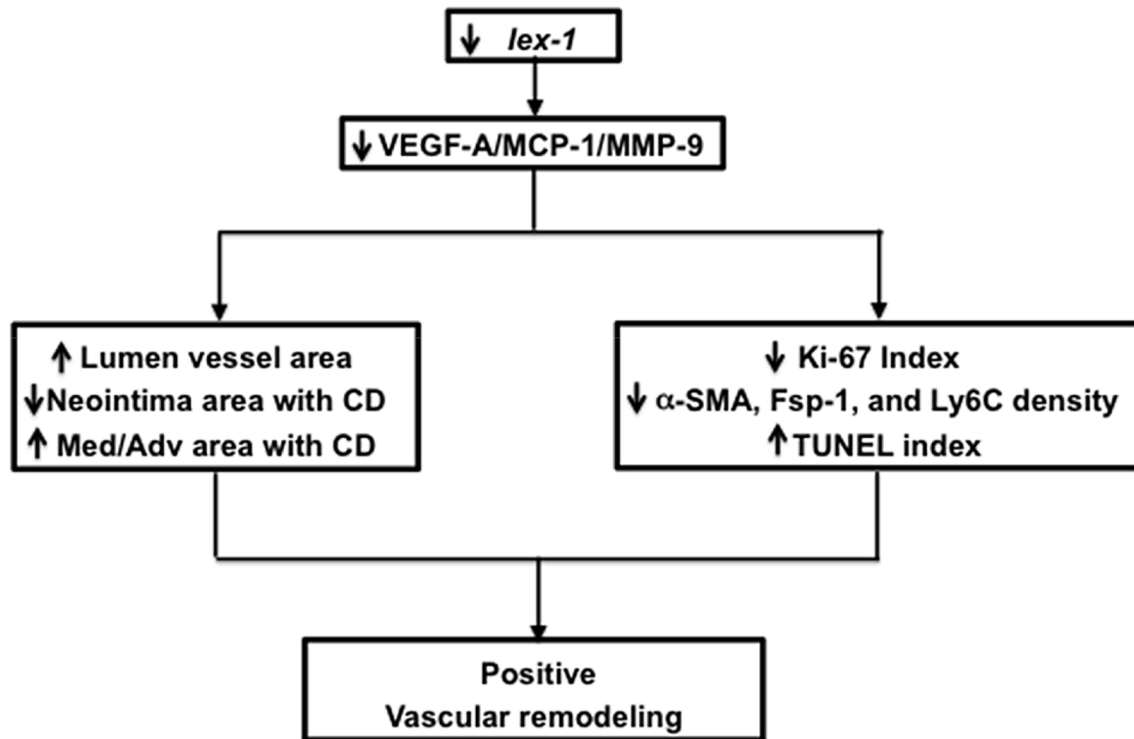 ↓ Iex-1
↓ VEGF-A/MCP-1/MMP-9
↑ Lumen vessel area
↓ Neointima area with CD
↑ Med/Adv area with CD
↓ Ki-67 Index
↓ α-SMA, Fsp-1, and Ly6C density
↑ TUNEL index
Positive
Vascular remodeling